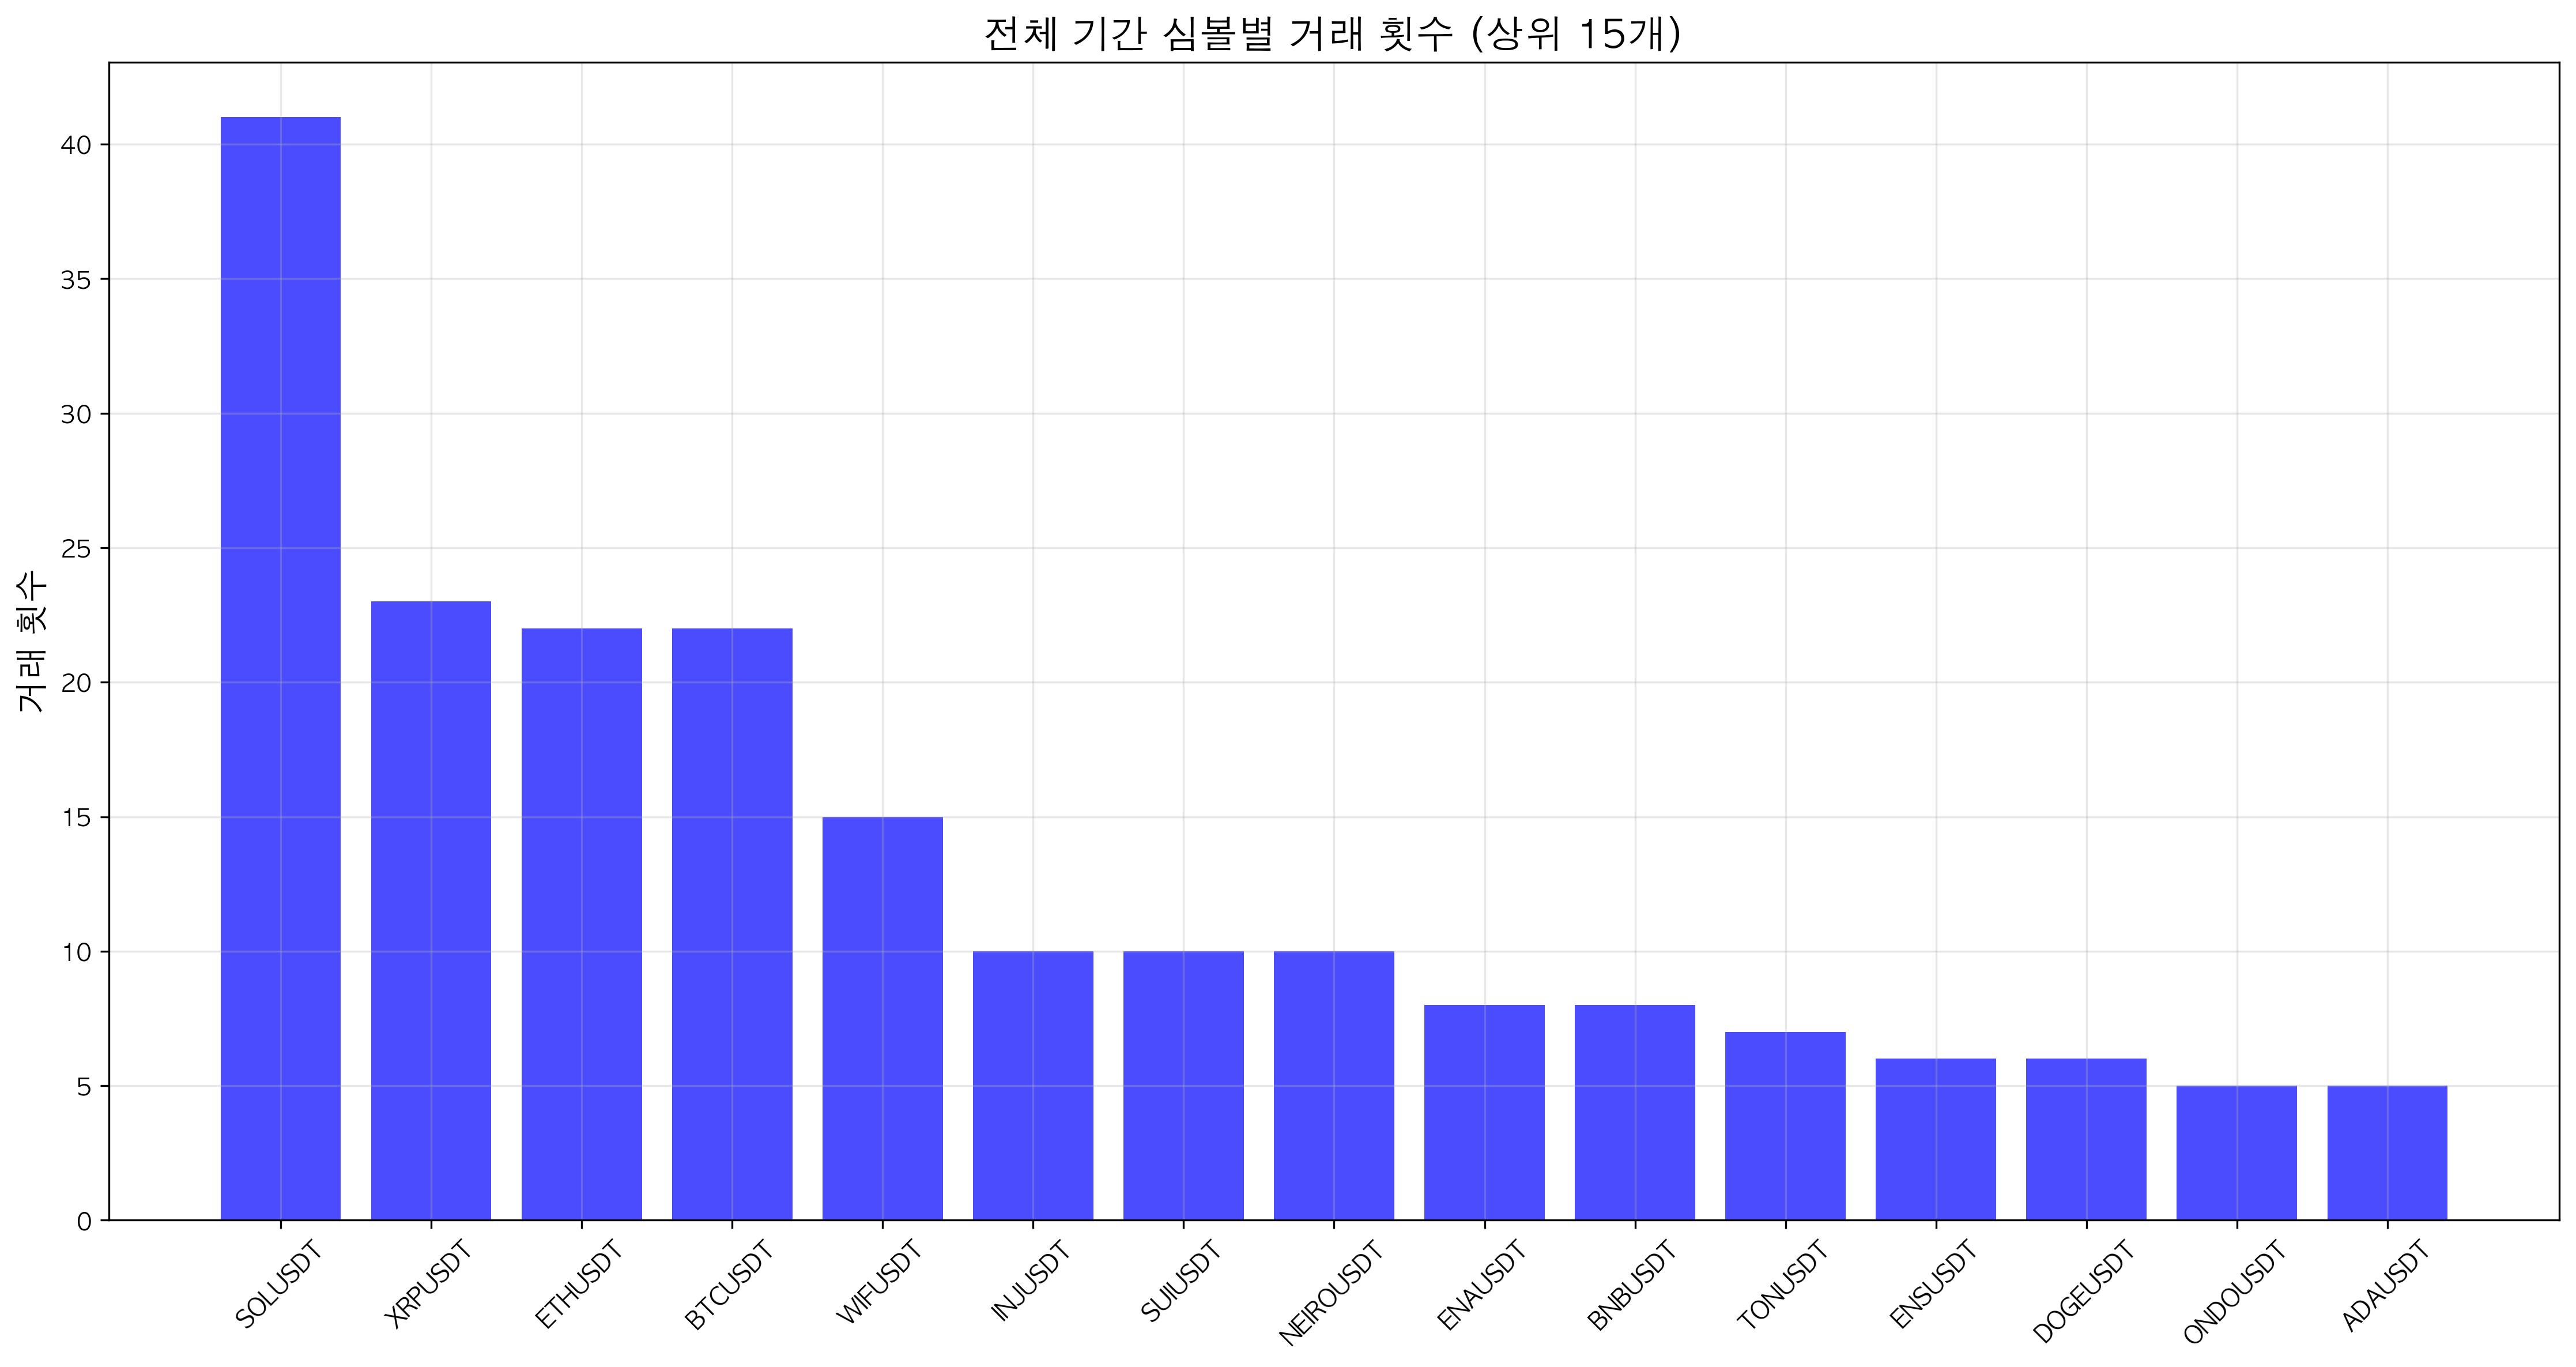 전체 기간 심볼별 거래 횟수 (상위 15개)
거래 횟수
40
35
30
25
20
15
10
5
0
SOLUSDT
XRPUSDT
ETHUSDT
BTCUSDT
WIFUSDT
INJUSDT
SUIUSDT
NEIROUSDT
ENAUSDT
BNBUSDT
TONUSDT
ENSUSDT
DOGEUSDT
ONDOUSDT
ADAUSDT